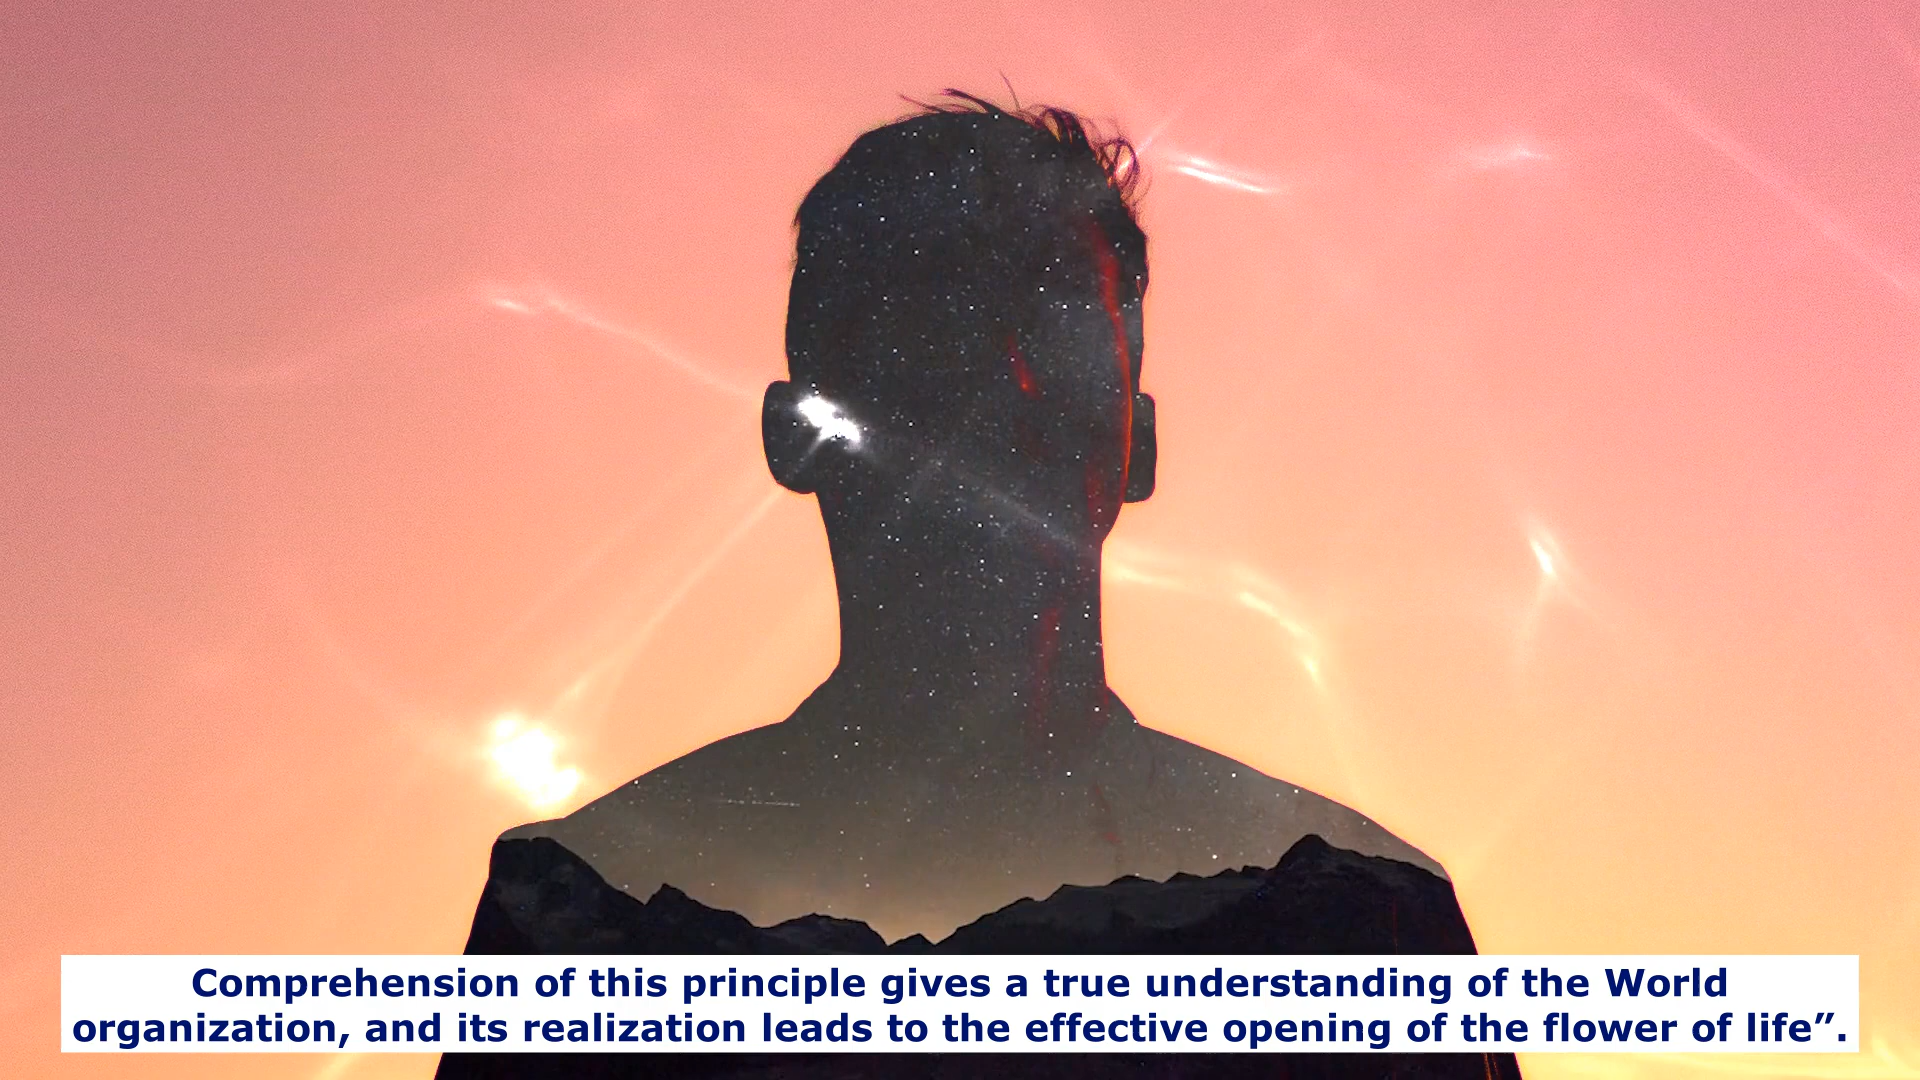 Comprehension of this principle gives a true understanding of the World
organization, and its realization leads to the effective opening of the flower of life”.